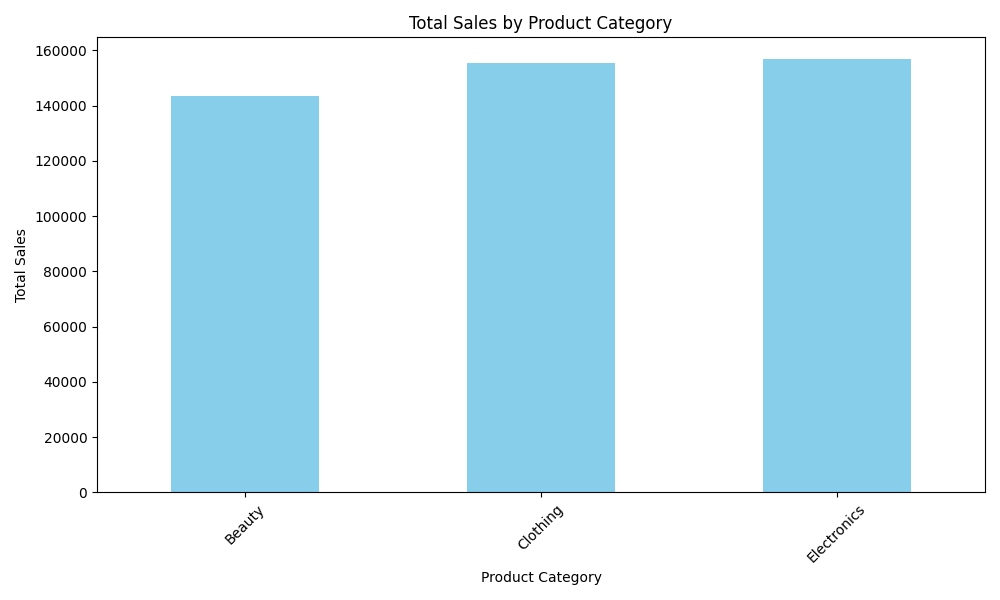 Total Sales by Product Category
Total Sales
160000
140000
120000
100000
80000
60000
40000
20000
0
Beauty
Clothing
Electronics
Product Category